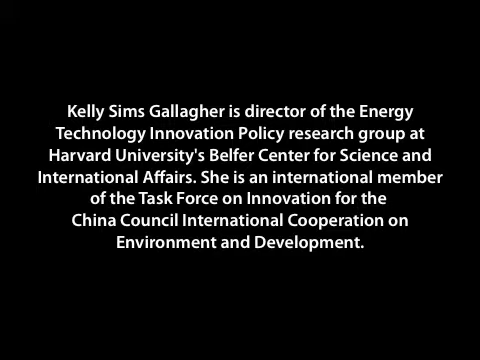 Kelly Sims Gallagher is director of the Energy
Technology Innovation Policy research group at
Harvard University's Belfer Center for Science and
International Affairs. She is an international member
of the Task Force on Innovation for the
China Council International Cooperation on
Environment and Development.